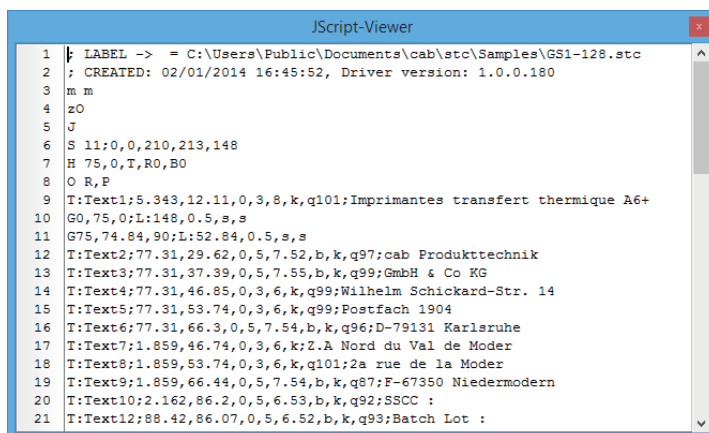 JScript-Viewer
x
1 ; LABEL -> = C:\Users\Public\Documents\cab\stc\Samples\GS1-128.stc
2 ; CREATED: 02/01/2014 16:45:52, Driver version: 1.0.0.180
3 m m
4 zO
5 J
6 S l1;0,0,210,213,148
7 H 75,0,T,R0,B0
8 O R,P
9 T:Text1;5.343,12.11,0,3,8,k,q101;Imprimantes transfert thermique A6+
10 G0,75,0;L:148,0.5,s,s
11 G75,74.84,90;L:52.84,0.5,s,s
12 T:Text2;77.31,29.62,0,5,7.52,b,k,q97;cab Produkttechnik
13 T:Text3;77.31,37.39,0,5,7.55,b,k,q99;GmbH & Co KG
14 T:Text4;77.31,46.85,0,3,6,k,q99;Wilhelm Schickard-Str. 14
15 T:Text5;77.31,53.74,0,3,6,k,q99;Postfach 1904
16 T:Text6;77.31,66.3,0,5,7.54,b,k,q96;D-79131 Karlsruhe
17 T:Text7;1.859,46.74,0,3,6,k;Z.A Nord du Val de Moder
18 T:Text8;1.859,53.74,0,3,6,k,q101;2a rue de la Moder
19 T:Text9;1.859,66.44,0,5,7.54,b,k,q87;F-67350 Niedermodern
20 T:Text10;2.162,86.2,0,5,6.53,b,k,q92;SSCC :
21 T:Text12;88.42,86.07,0,5,6.52,b,k,q93;Batch Lot :